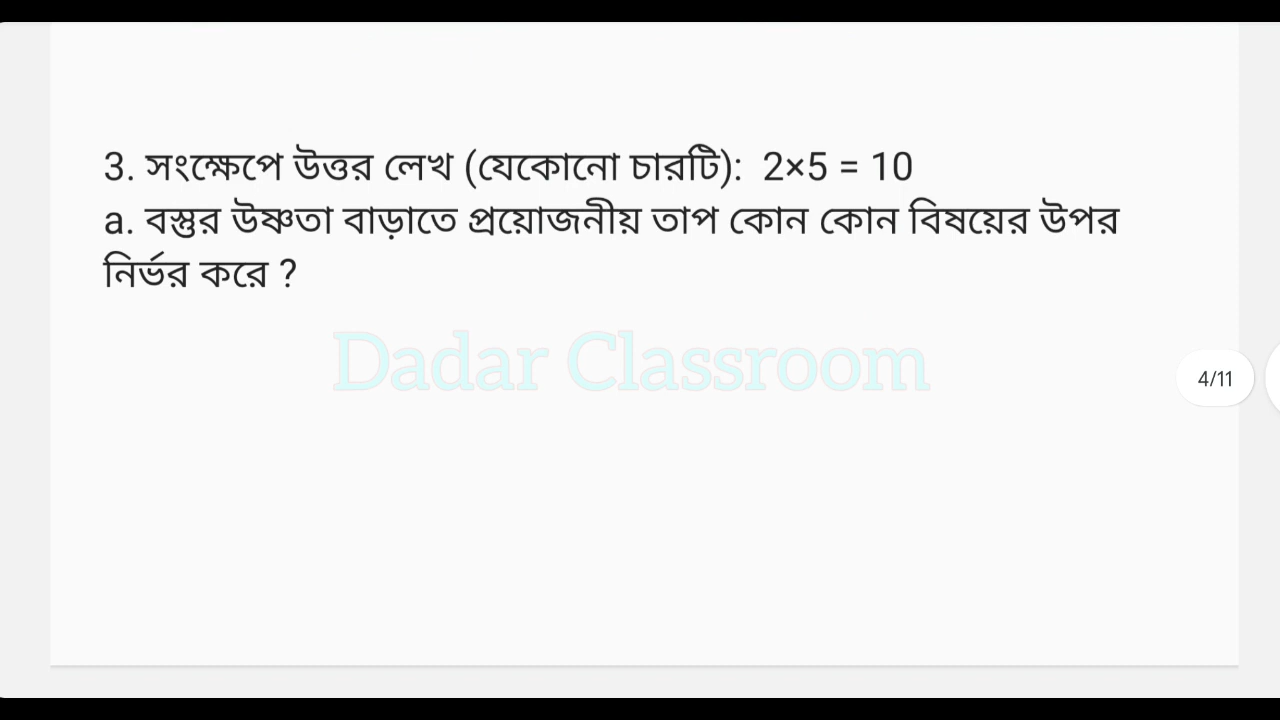 3. সংক্ষেপে উত্তর লেখ (যেকোনো চারটি): 2×5 = 10
a. বস্তুর উষ্ণতা বাড়াতে প্রয়োজনীয় তাপ কোন কোন বিষয়ের উপর
নির্ভর করে ?
Dadar Classroom
4/11